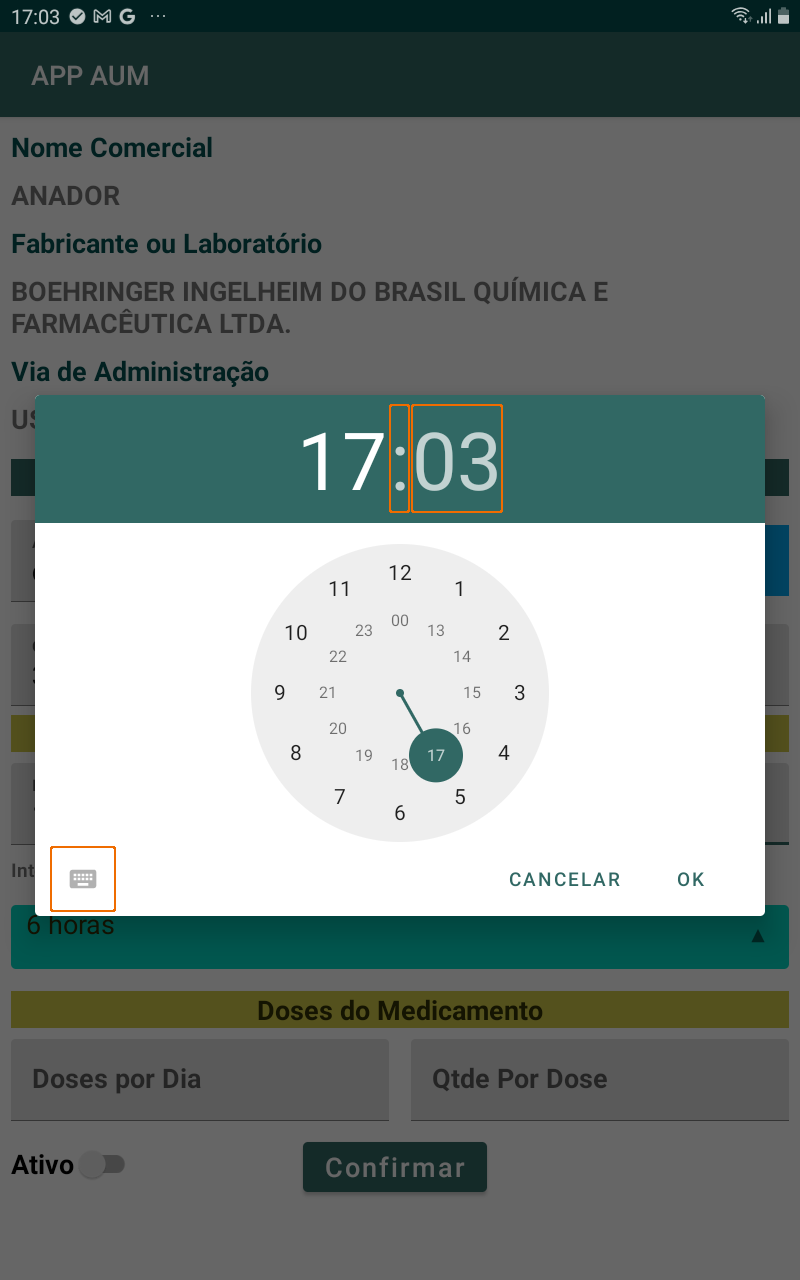 17:03
APP AUM
Nome Comercial
ANADOR
Fabricante ou Laboratório
BOEHRINGER INGELHEIM DO BRASIL QUÍMICA E
FARMACÊUTICA LTDA.
Via de Administração
US
17:03
12
11 1
00
23 13
10 2
22 14
9 21 15 3
20 16
8 19 17 4
18
7 5
6
CANCELAR OK
Int
6 horas
Doses do Medicamento
Doses por Dia Qtde Por Dose
Ativo Confirmar